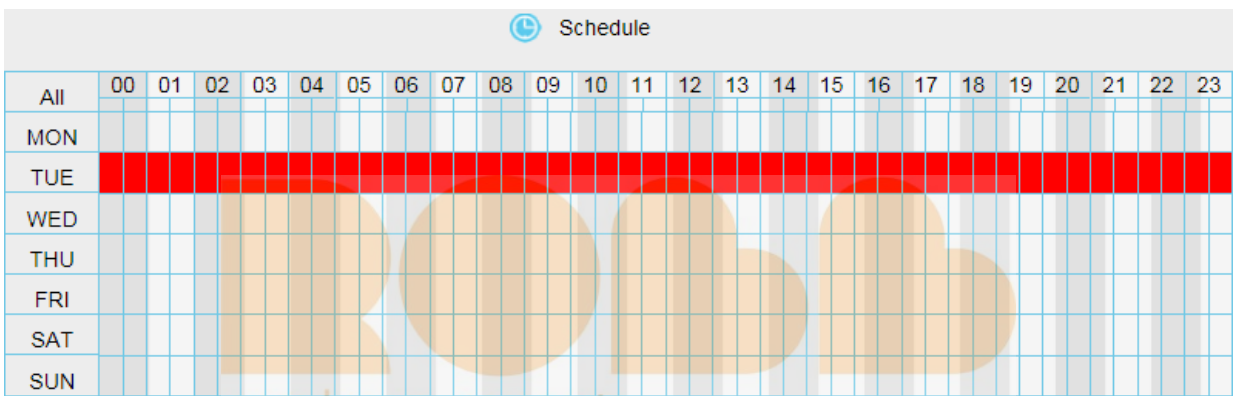 Schedule
All 00 01 02 03 04 05 06 07 08 09 10 11 12 13 14 15 16 17 18 19 20 21 22 23
MON
TUE
WED
THU
FRI
SAT
SUN
ROBB